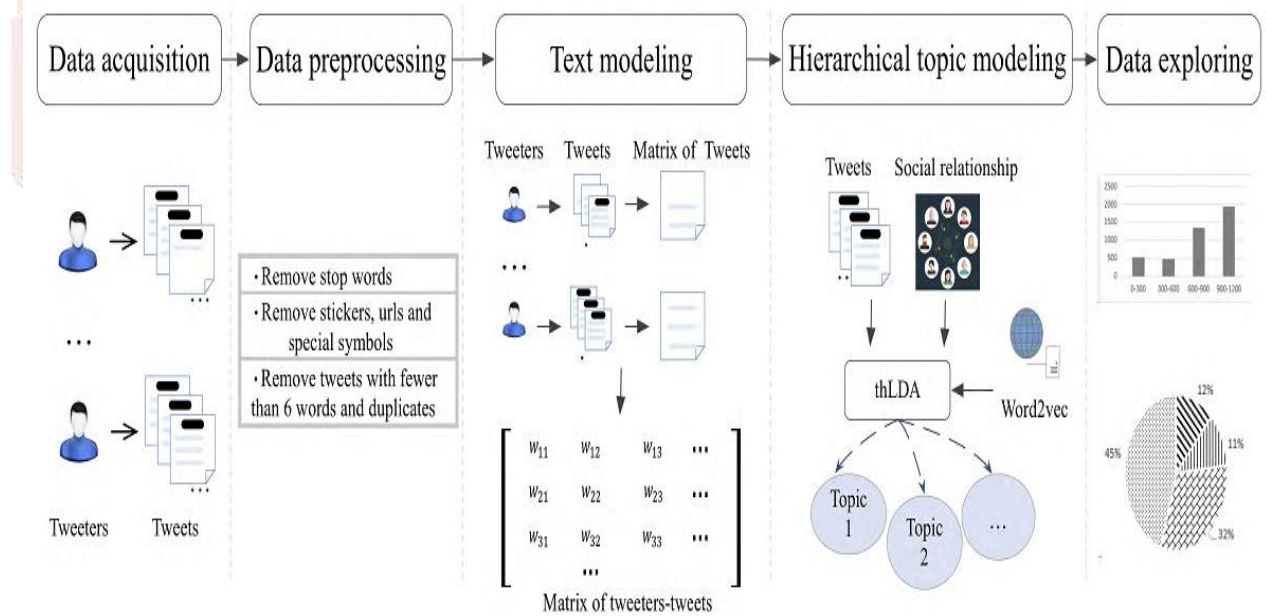 Data acquisition
Data preprocessing
Text modeling
Hierarchical topic modeling
Data exploring
...
Tweeters
Tweets
· Remove stop words
· Remove stickers, urls and
special symbols
· Remove tweets with fewer
than 6 words and duplicates
Tweeters
Tweets
Matrix of Tweets
...
w11 w12 w13 ...
w21 w22 w23 ...
w31 w32 w33 ...
...
Matrix of tweeters-tweets
Tweets
Social relationship
thLDA
Word2vec
Topic
1
Topic
2
...
2500
2000
1500
1000
500
0
0-300 300-600 600-900 900-1200
12%
11%
45%
32%